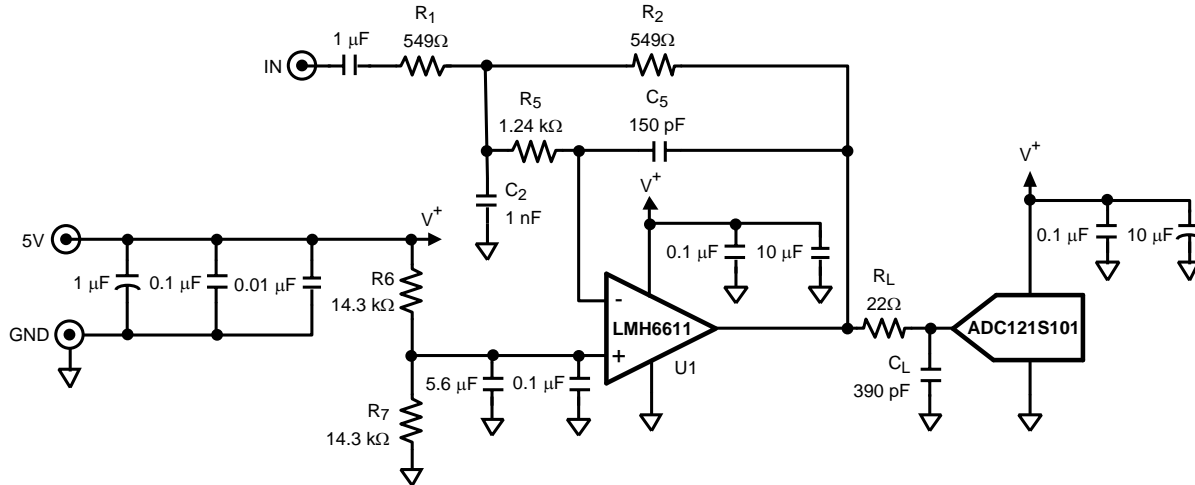 R1
549Ω
R2
549Ω
1 μF
IN
R5
1.24 kΩ
C5
150 pF
C2
1 nF
V+
V+
V+
5V
1 μF
0.1 μF
0.01 μF
GND
R6
14.3 kΩ
R7
14.3 kΩ
5.6 μF
0.1 μF
0.1 μF
10 μF
-
LMH6611
+
U1
RL
22Ω
CL
390 pF
ADC121S101
0.1 μF
10 μF